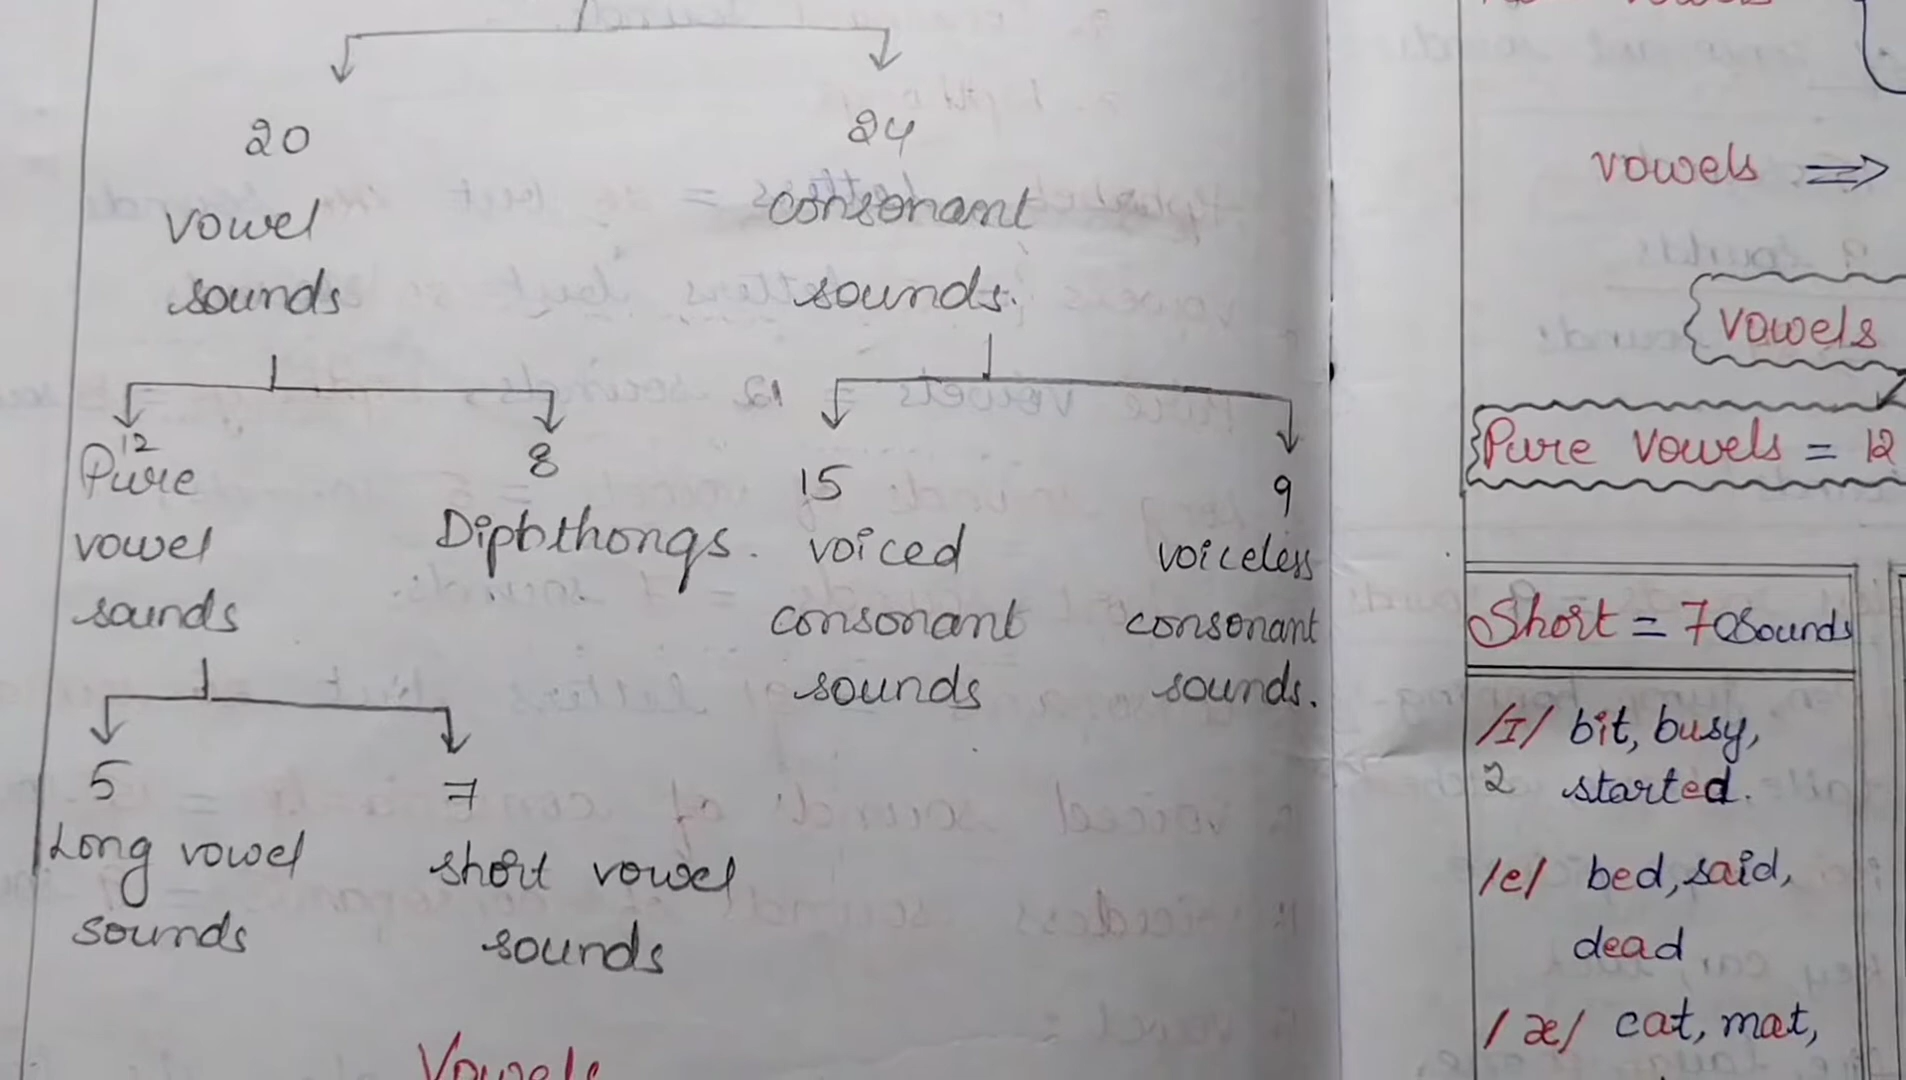 20
vowel
sounds
24
consonant
sounds.
12
Pure
vowel
sounds
8
Diphthongs.
15
voiced
consonant
sounds
9
voiceless
consonant
sounds.
5
Long vowel
sounds
7
short vowel
sounds
Vowels
vowels ⇒
Vowels
Pure Vowels = 12
Short = 7 Sounds
/I/ bit, busy,
2 started.
/e/ bed, said,
dead
/æ/ cat, mat,